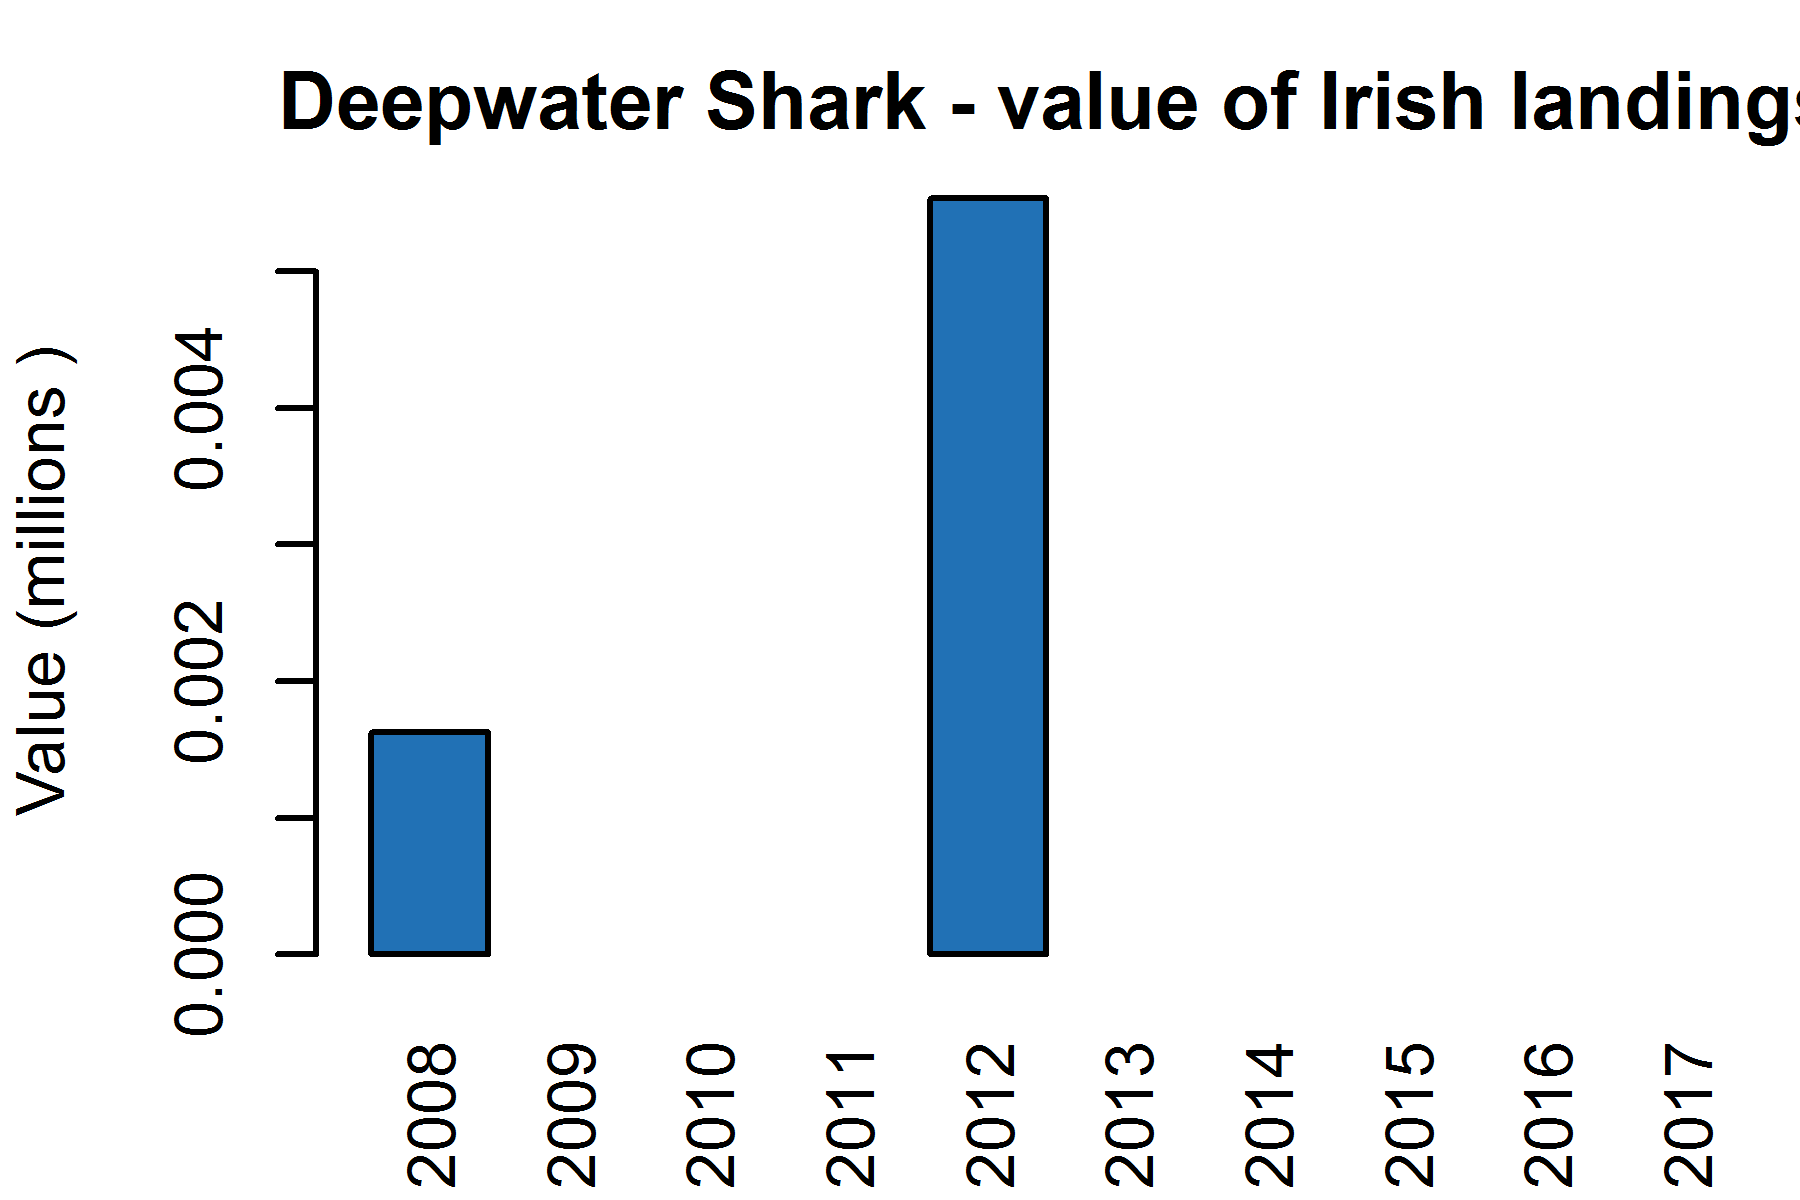 Deepwater Shark - value of Irish landings
Value (millions )
0.004
0.002
0.000
2008 2009 2010 2011 2012 2013 2014 2015 2016 2017